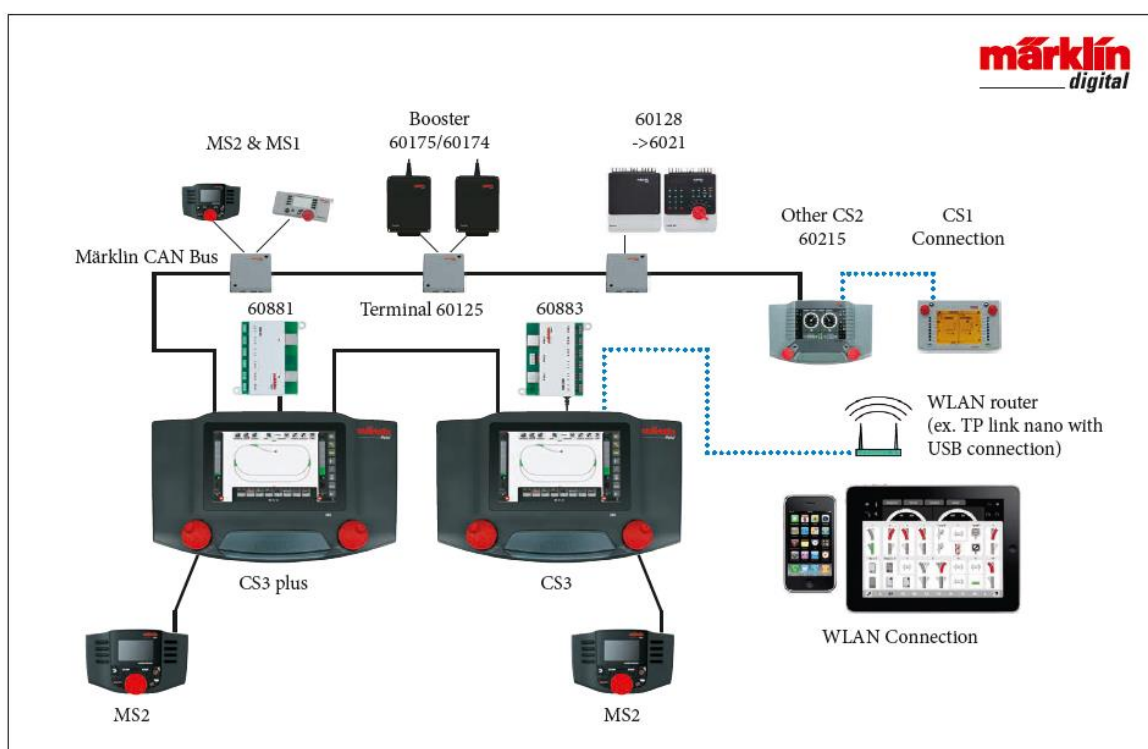 märklín
digital
Booster
60175/60174
60128
->6021
MS2 & MS1
Other CS2
60215
CS1
Connection
Märklin CAN Bus
60881
Terminal 60125
60883
WLAN router
(ex. TP link nano with
USB connection)
CS3 plus
CS3
WLAN Connection
MS2
MS2